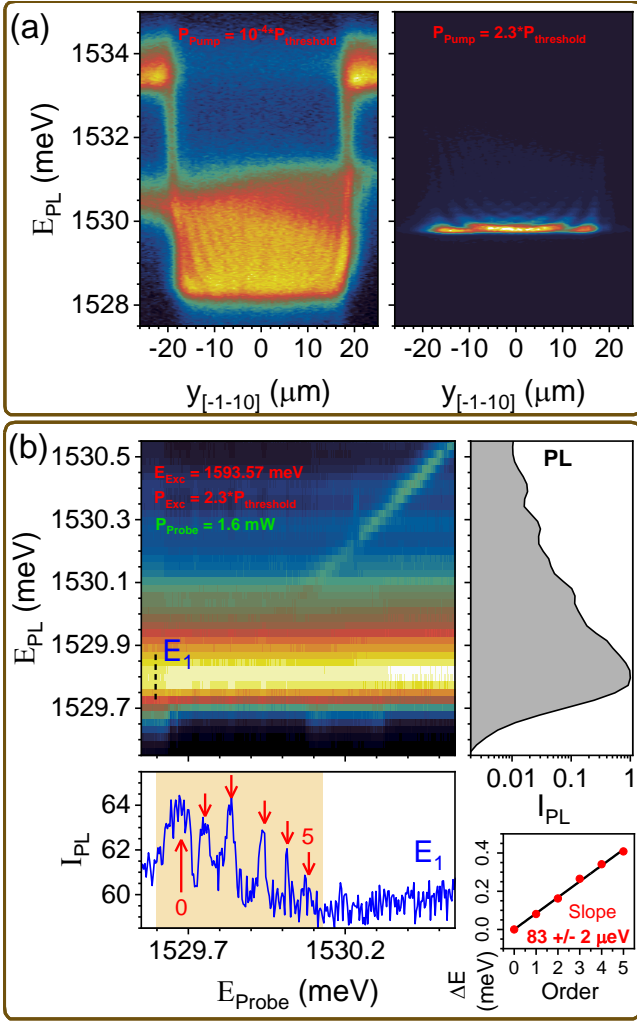 (a)
P_Pump = 10^-4*P_threshold
P_Pump = 2.3*P_threshold
1534
1532
1530
1528
E_PL (meV)
-20 -10 0 10 20
-20 -10 0 10 20
y_[-1-10] (μm)
y_[-1-10] (μm)
(b)
1530.5
1530.3
1530.1
1529.9
1529.7
E_PL (meV)
E_Exc = 1593.57 meV
P_Exc = 2.3*P_threshold
P_Probe = 1.6 mW
E_1
PL
0.01 0.1 1
I_PL
64
62
60
I_PL
0
5
E_1
1529.7 1530.2
E_Probe (meV)
0.4
0.0
ΔE (meV)
Slope
83 +/- 2 μeV
0 1 2 3 4 5
Order